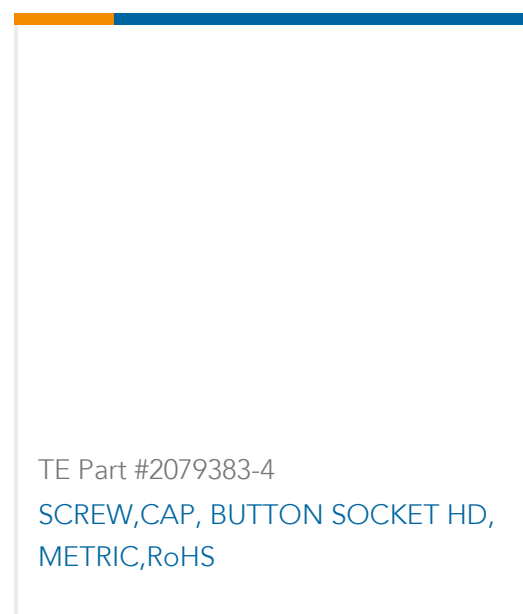 TE Part #2079383-4
SCREW,CAP, BUTTON SOCKET HD,
METRIC,RoHS